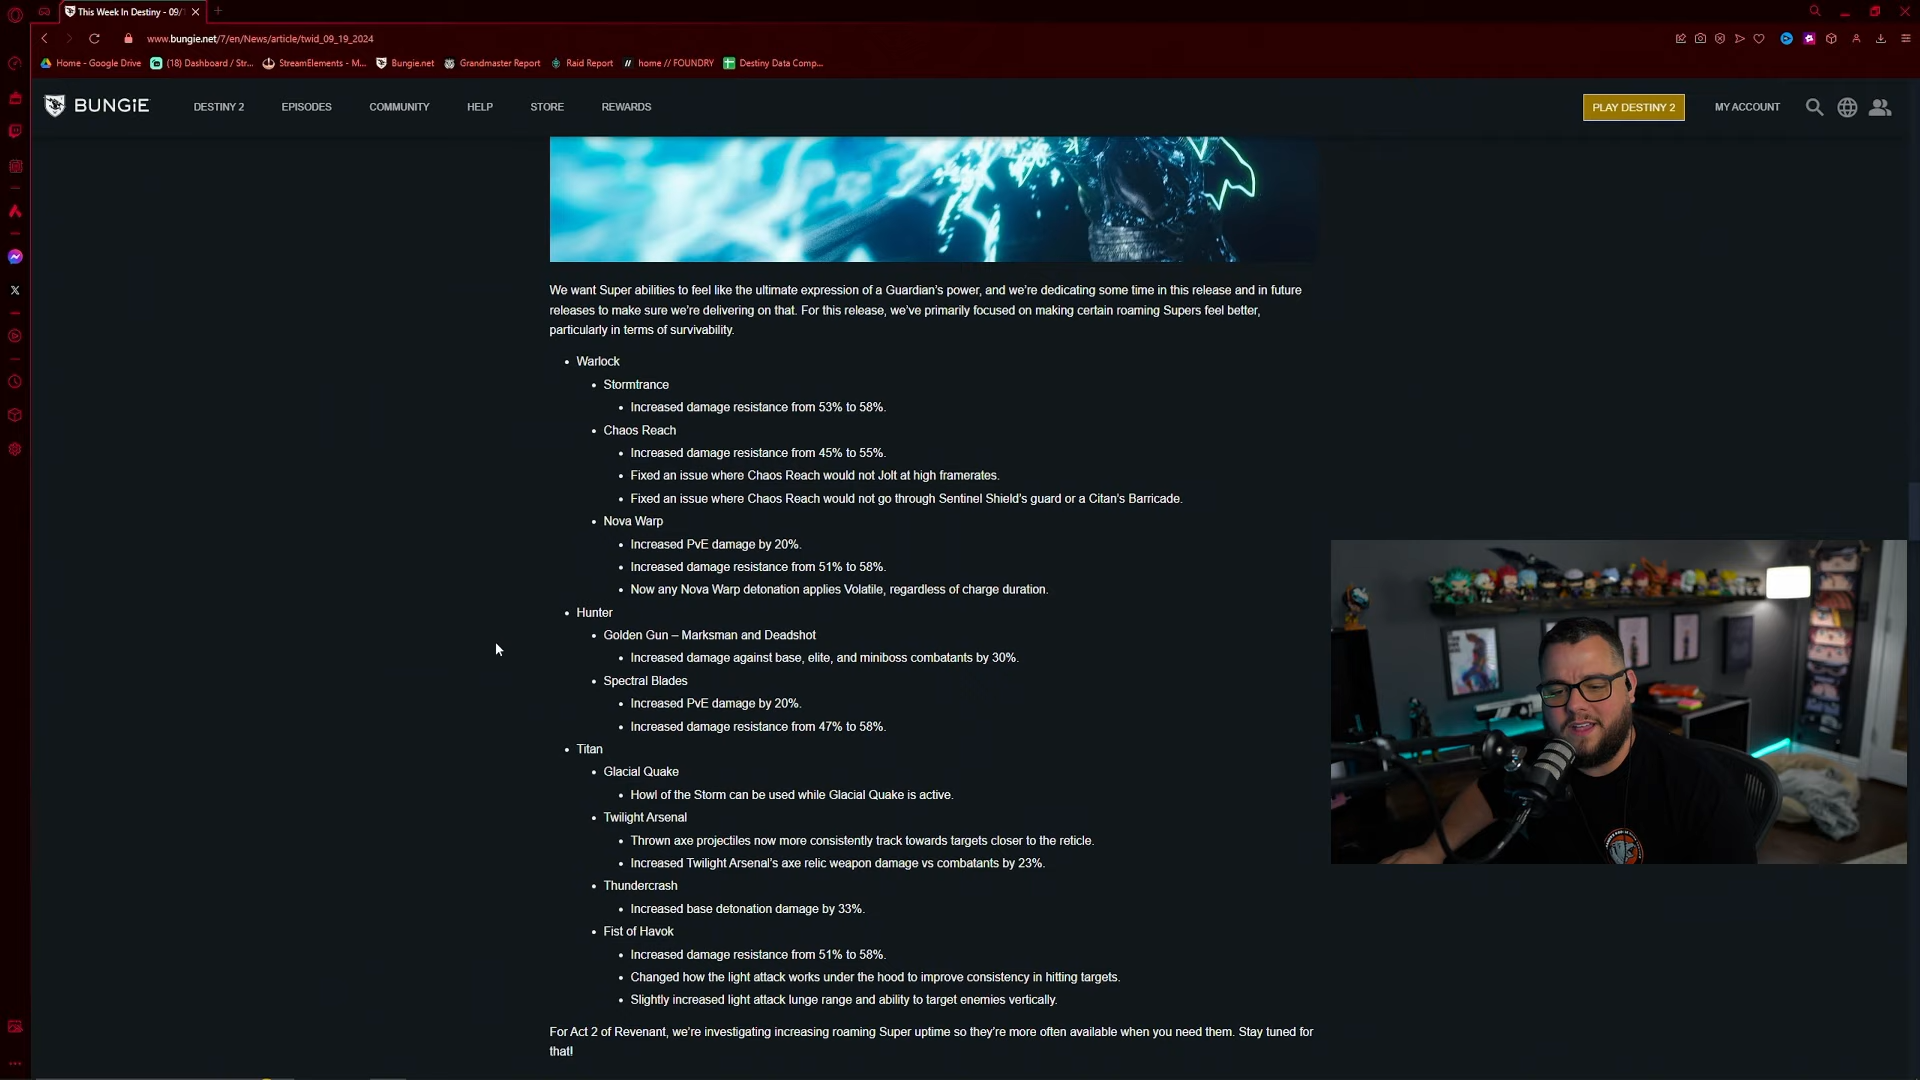 This Week In Destiny - 09/
www.bungie.net/7/en/News/article/twid_09_19_2024
Home - Google Drive
(18) Dashboard / Str...
StreamElements - M...
Bungie.net
Grandmaster Report
Raid Report
home // FOUNDRY
Destiny Data Comp...
BUNGiE
DESTINY 2
EPISODES
COMMUNITY
HELP
STORE
REWARDS
PLAY DESTINY 2
MY ACCOUNT
We want Super abilities to feel like the ultimate expression of a Guardian's power, and we're dedicating some time in this release and in future
releases to make sure we're delivering on that. For this release, we've primarily focused on making certain roaming Supers feel better,
particularly in terms of survivability.
• Warlock
• Stormtrance
• Increased damage resistance from 53% to 58%.
• Chaos Reach
• Increased damage resistance from 45% to 55%.
• Fixed an issue where Chaos Reach would not Jolt at high framerates.
• Fixed an issue where Chaos Reach would not go through Sentinel Shield's guard or a Citan's Barricade.
• Nova Warp
• Increased PvE damage by 20%.
• Increased damage resistance from 51% to 58%.
• Now any Nova Warp detonation applies Volatile, regardless of charge duration.
• Hunter
• Golden Gun – Marksman and Deadshot
• Increased damage against base, elite, and miniboss combatants by 30%.
• Spectral Blades
• Increased PvE damage by 20%.
• Increased damage resistance from 47% to 58%.
• Titan
• Glacial Quake
• Howl of the Storm can be used while Glacial Quake is active.
• Twilight Arsenal
• Thrown axe projectiles now more consistently track towards targets closer to the reticle.
• Increased Twilight Arsenal's axe relic weapon damage vs combatants by 23%.
• Thundercrash
• Increased base detonation damage by 33%.
• Fist of Havok
• Increased damage resistance from 51% to 58%.
• Changed how the light attack works under the hood to improve consistency in hitting targets.
• Slightly increased light attack lunge range and ability to target enemies vertically.
For Act 2 of Revenant, we're investigating increasing roaming Super uptime so they're more often available when you need them. Stay tuned for
that!